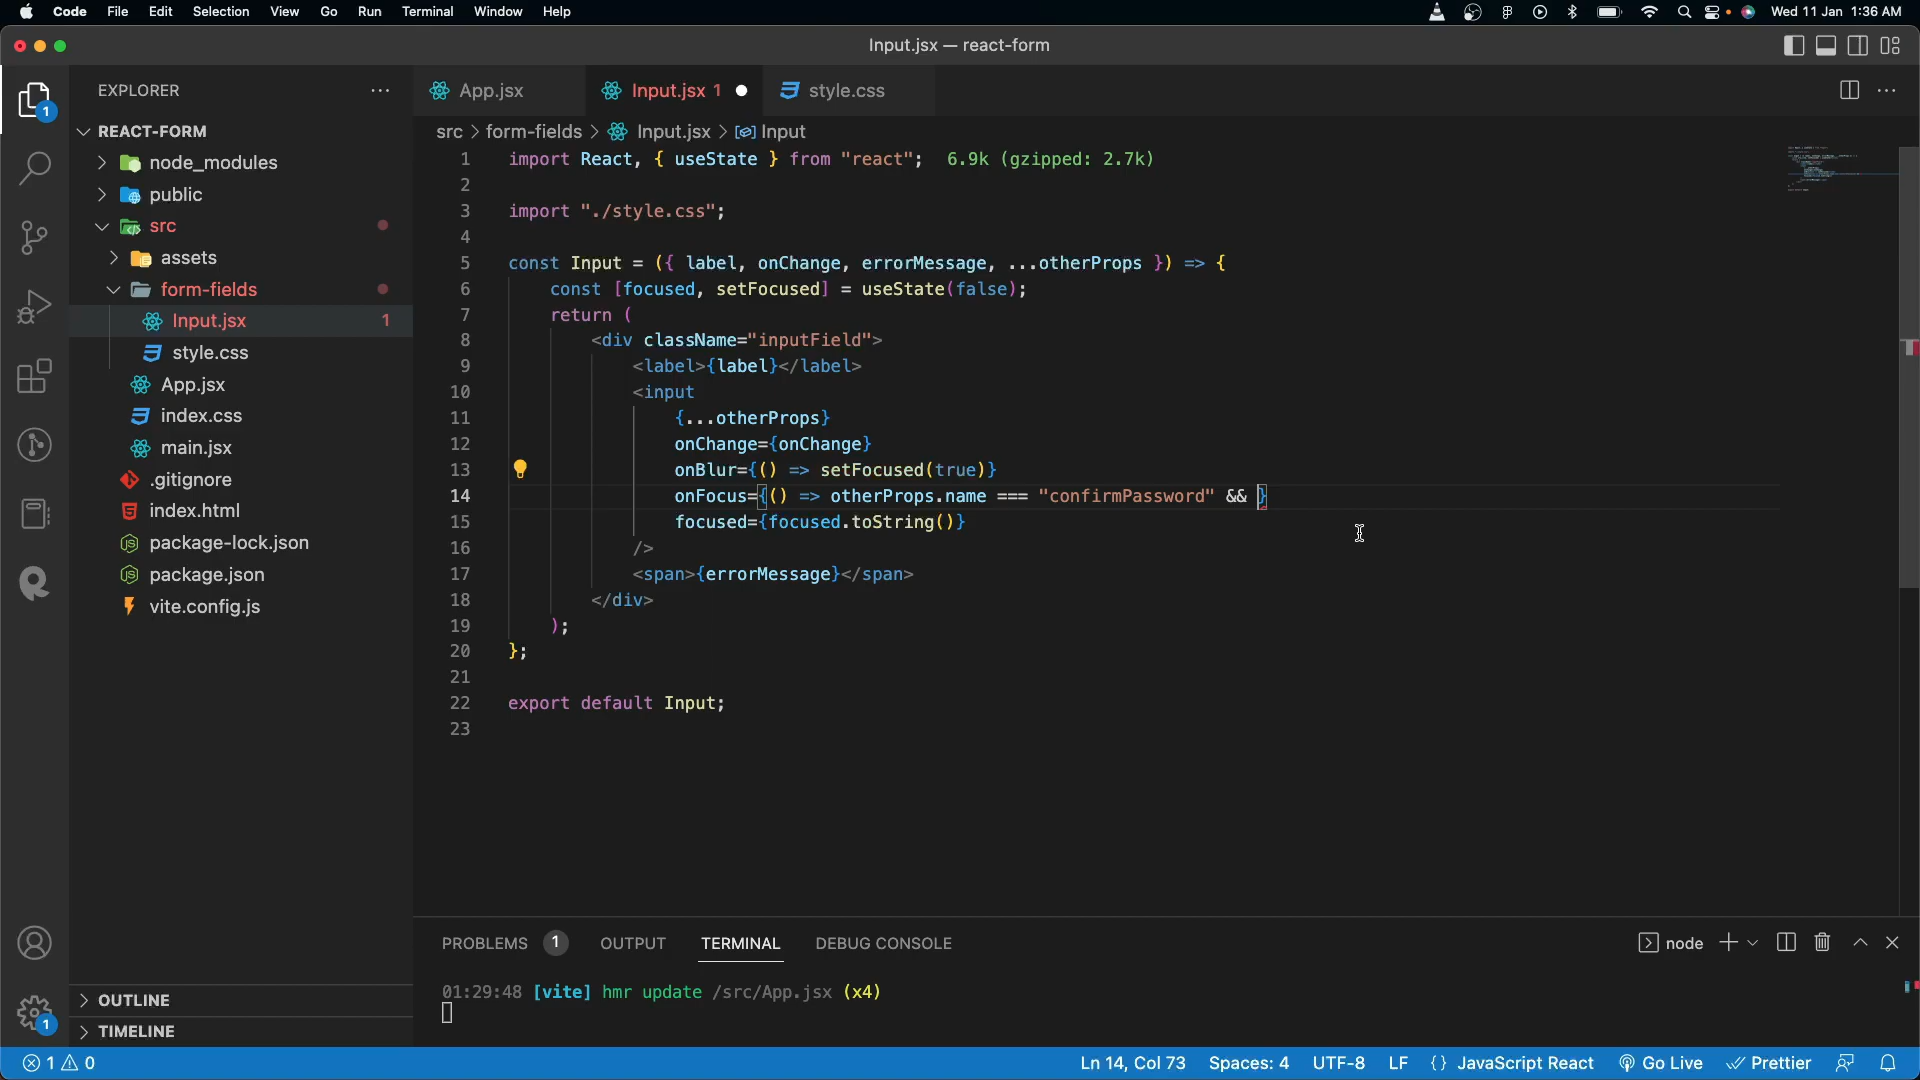 Code File Edit Selection View Go Run Terminal Window Help Wed 11 Jan 1:36 AM
Input.jsx — react-form
EXPLORER
REACT-FORM
node_modules
public
src
assets
form-fields
Input.jsx 1
style.css
App.jsx
index.css
main.jsx
.gitignore
index.html
package-lock.json
package.json
vite.config.js
OUTLINE
TIMELINE
1
1
App.jsx Input.jsx 1 style.css
src > form-fields > Input.jsx > Input
1 import React, { useState } from "react"; 6.9k (gzipped: 2.7k)
2
3 import "./style.css";
4
5 const Input = ({ label, onChange, errorMessage, ...otherProps }) => {
6 const [focused, setFocused] = useState(false);
7 return (
8 <div className="inputField">
9 <label>{label}</label>
10 <input
11 {...otherProps}
12 onChange={onChange}
13 onBlur={() => setFocused(true)}
14 onFocus={() => otherProps.name === "confirmPassword" && }
15 focused={focused.toString()}
16 />
17 <span>{errorMessage}</span>
18 </div>
19 );
20 };
21
22 export default Input;
23
PROBLEMS 1 OUTPUT TERMINAL DEBUG CONSOLE node
01:29:48 [vite] hmr update /src/App.jsx (x4)
1 0 Ln 14, Col 73 Spaces: 4 UTF-8 LF {} JavaScript React Go Live Prettier